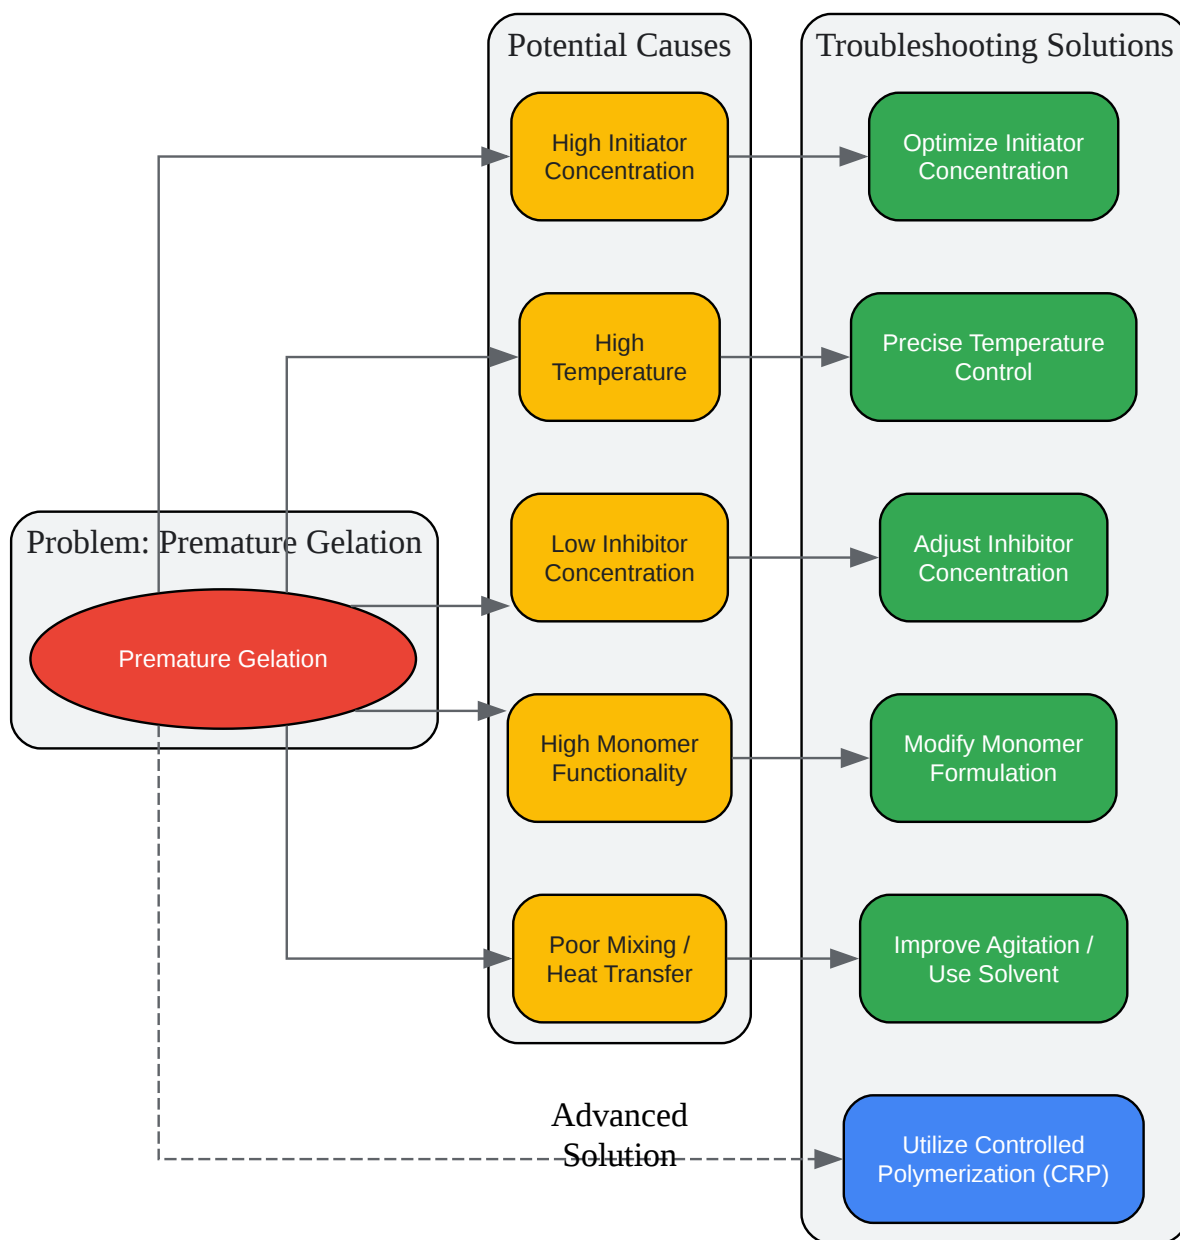 Potential Causes
Troubleshooting Solutions
High Initiator
Concentration
Optimize Initiator
Concentration
High
Temperature
Precise Temperature
Control
Problem: Premature Gelation
Premature Gelation
Low Inhibitor
Concentration
Adjust Inhibitor
Concentration
High Monomer
Functionality
Modify Monomer
Formulation
Poor Mixing /
Heat Transfer
Improve Agitation /
Use Solvent
Advanced
Solution
Utilize Controlled
Polymerization (CRP)